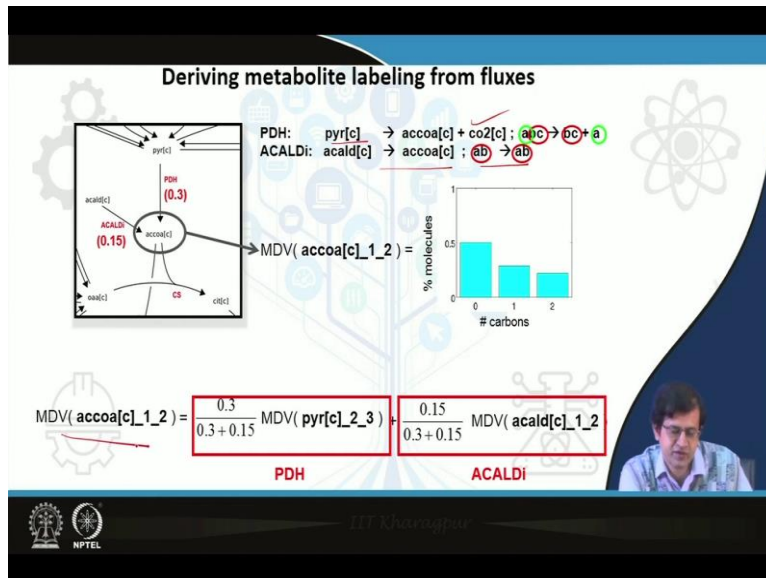 Deriving metabolite labeling from fluxes
PDH: pyr[c] → accoa[c] + co2[c] ; abc → bc + a
ACALDi: acald[c] → accoa[c] ; ab → ab
pyr[c]
PDH
(0.3)
acald[c]
ACALDi
(0.15)
accoa[c]
oaa[c]
CS
cit[c]
MDV( accoa[c]_1_2) =
% molecules
1
0.5
0
0 1 2
# carbons
MDV( accoa[c]_1_2) = 0.3/(0.3+0.15) MDV( pyr[c]_2_3 ) + 0.15/(0.3+0.15) MDV( acald[c]_1_2
PDH ACALDi
IIT Kharagpur
NPTEL